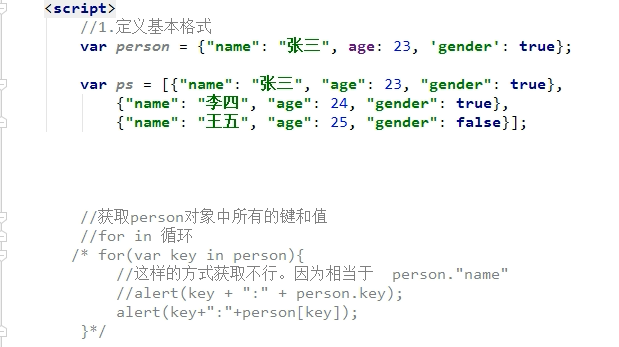 <script>
//1.定义基本格式
var person = {"name": "张三", age: 23, 'gender': true};
var ps = [{"name": "张三", "age": 23, "gender": true},
{"name": "李四", "age": 24, "gender": true},
{"name": "王五", "age": 25, "gender": false}];
//获取person对象中所有的键和值
//for in 循环
/* for(var key in person){
//这样的方式获取不行。因为相当于  person."name"
//alert(key + ":" + person.key);
alert(key+":"+person[key]);
}*/